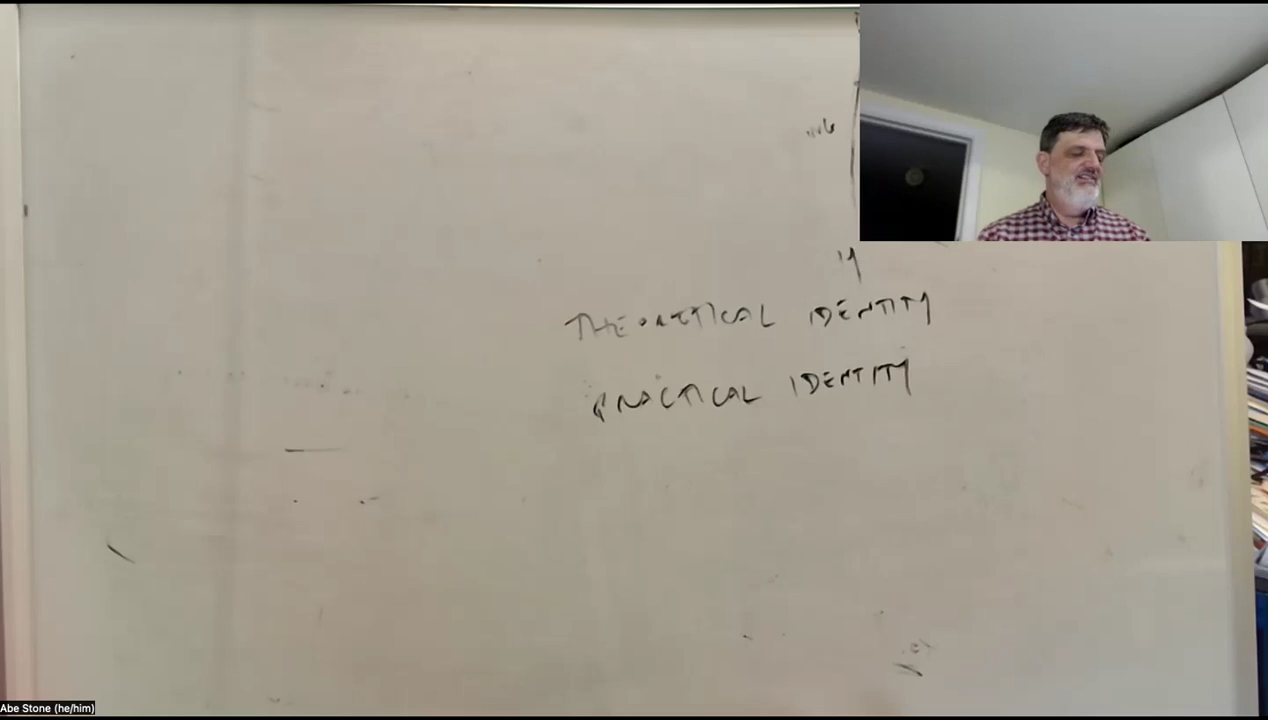 THEORETICAL IDENTITY
PRACTICAL IDENTITY
Abe Stone (he/him)